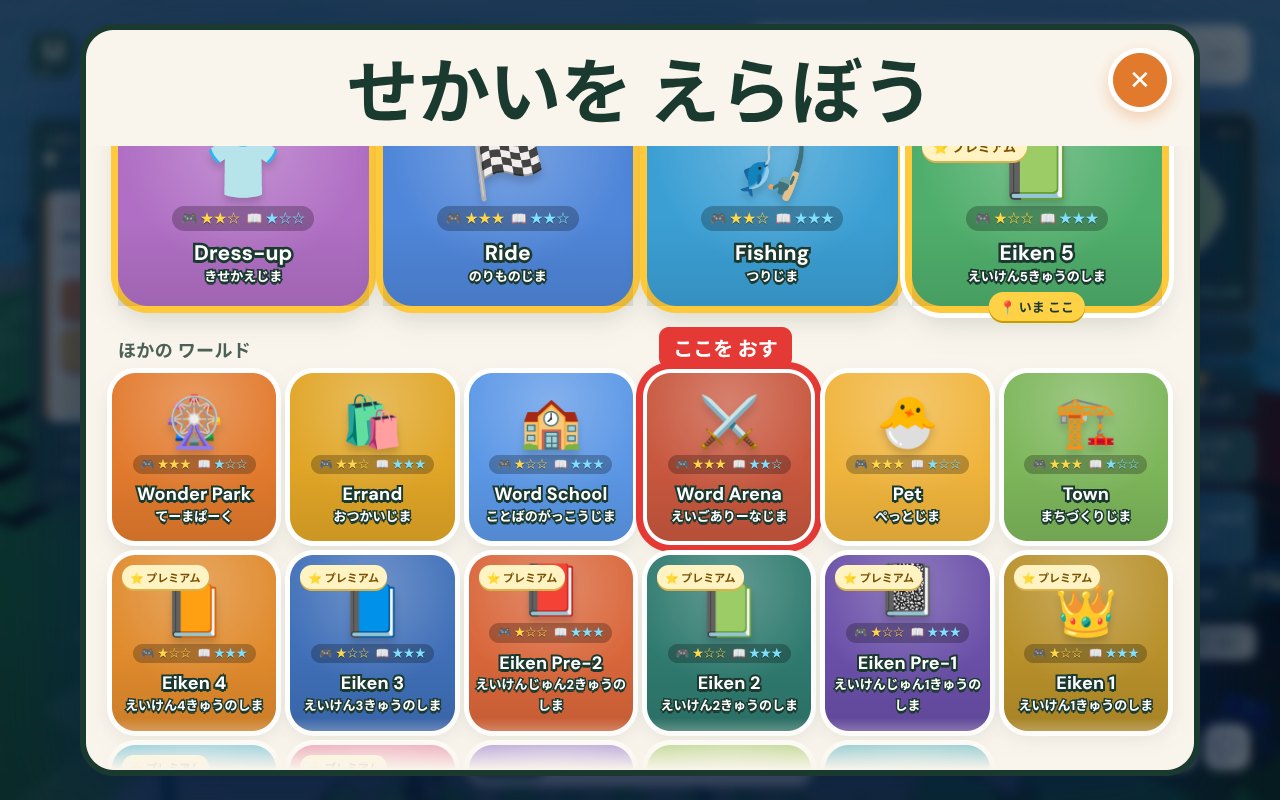 せかいを えらぼう
×
⭐ プレミアム
🎮 ★★☆ 📖 ★☆☆
🎮 ★★★ 📖 ★★☆
🎮 ★★☆ 📖 ★★★
🎮 ★☆☆ 📖 ★★★
Dress-up
きせかえじま
Ride
のりものじま
Fishing
つりじま
Eiken 5
えいけん5きゅうのしま
📍 いま ここ
ほかの ワールド
ここを おす
🎮 ★★★ 📖 ★☆☆
Wonder Park
てーまぱーく
🎮 ★★☆ 📖 ★★★
Errand
おつかいじま
🎮 ★☆☆ 📖 ★★★
Word School
ことばのがっこうじま
🎮 ★★★ 📖 ★★☆
Word Arena
えいごありーなじま
🎮 ★★★ 📖 ★☆☆
Pet
ぺっとじま
🎮 ★★★ 📖 ★☆☆
Town
まちづくりじま
⭐ プレミアム
🎮 ★☆☆ 📖 ★★★
Eiken 4
えいけん4きゅうのしま
⭐ プレミアム
🎮 ★☆☆ 📖 ★★★
Eiken 3
えいけん3きゅうのしま
⭐ プレミアム
🎮 ★☆☆ 📖 ★★★
Eiken Pre-2
えいけんじゅん2きゅうの
しま
⭐ プレミアム
🎮 ★☆☆ 📖 ★★★
Eiken 2
えいけん2きゅうのしま
⭐ プレミアム
🎮 ★☆☆ 📖 ★★★
Eiken Pre-1
えいけんじゅん1きゅうの
しま
⭐ プレミアム
🎮 ★☆☆ 📖 ★★★
Eiken 1
えいけん1きゅうのしま